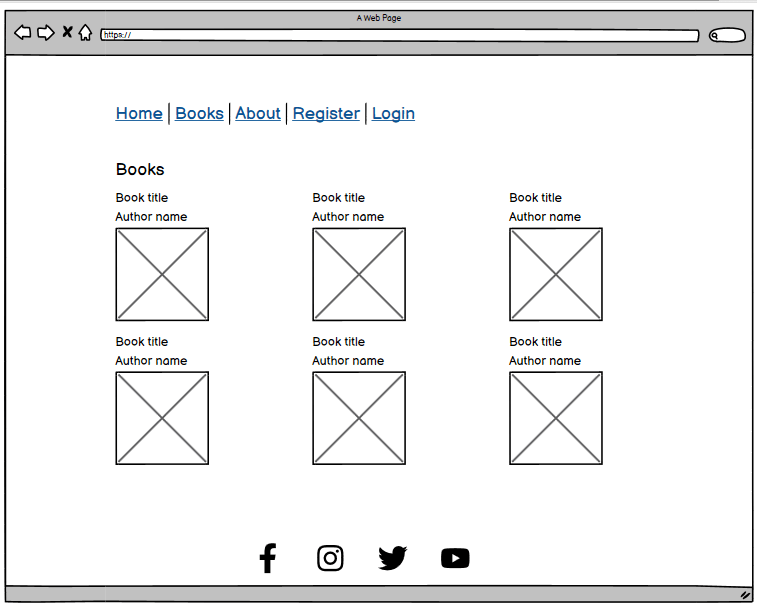 A Web Page
https://
Home | Books | About | Register | Login
Books
Book title Book title Book title
Author name Author name Author name
Book title Book title Book title
Author name Author name Author name